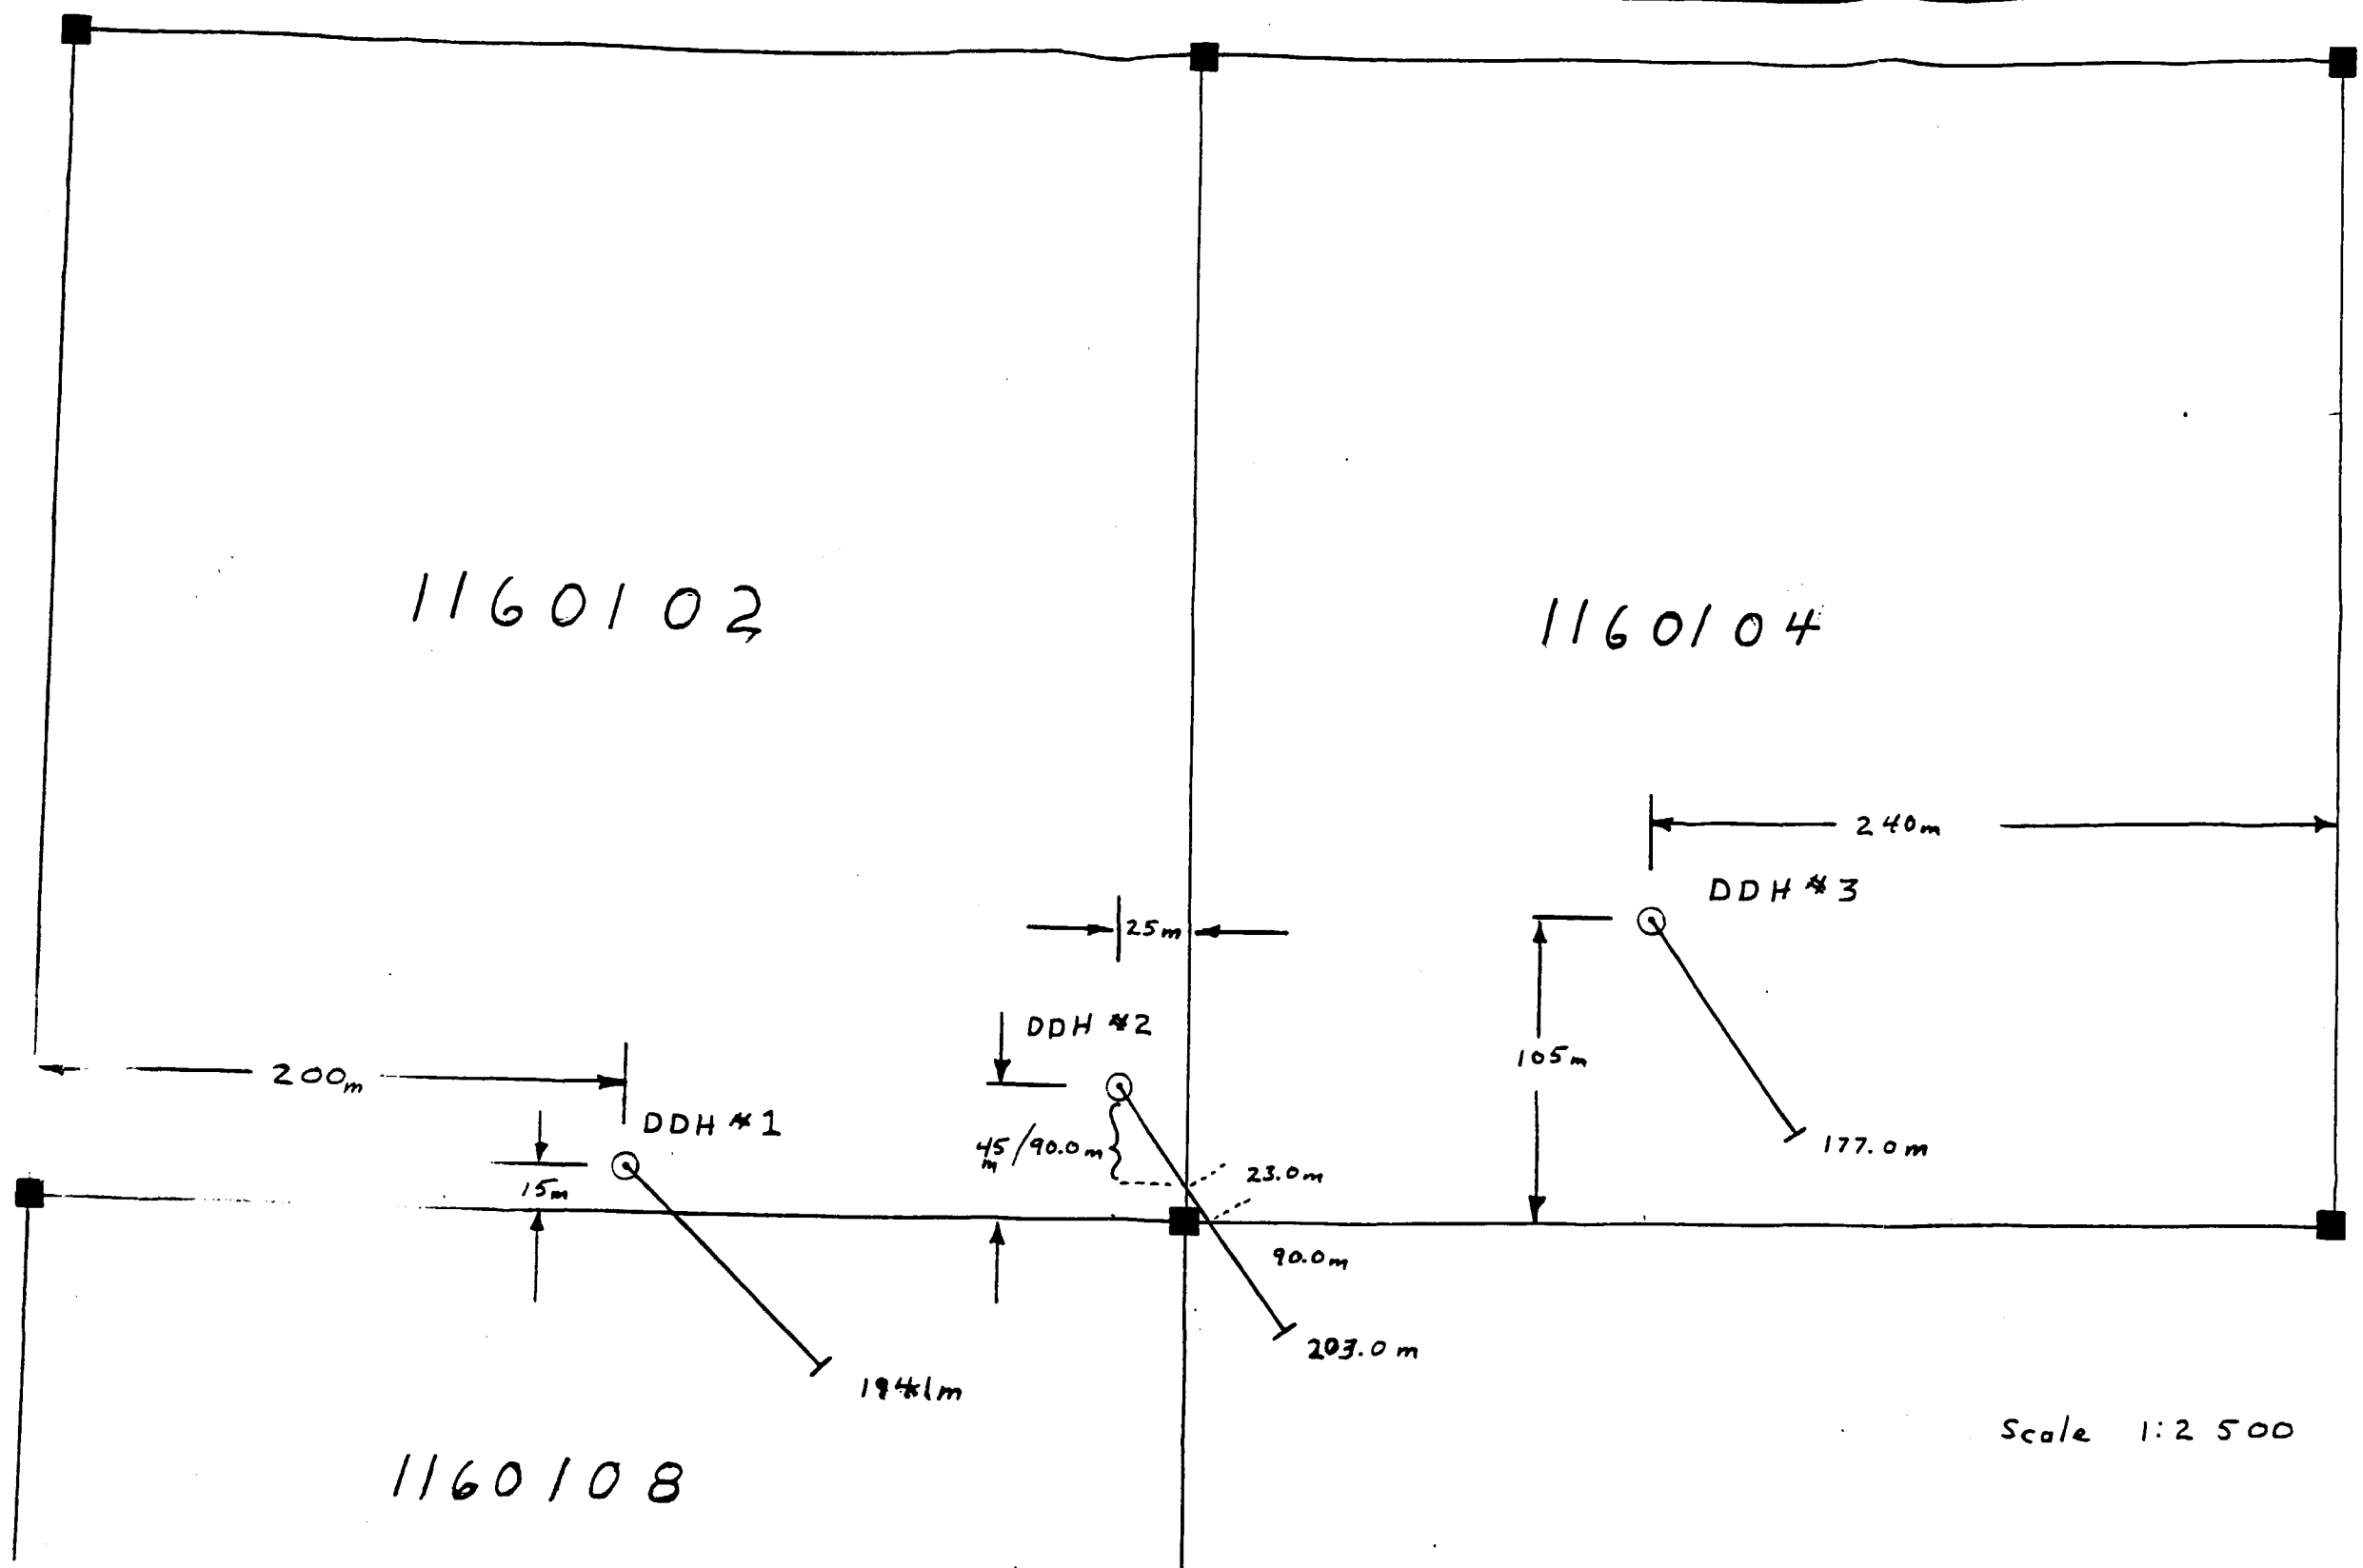 1160102
1160104
240m
DDH #3
25m
DDH #2
105m
200m
DDH #1
45m/90.0m
177.0m
23.0m
15m
90.0m
203.0m
Scale 1:2 500
1160108